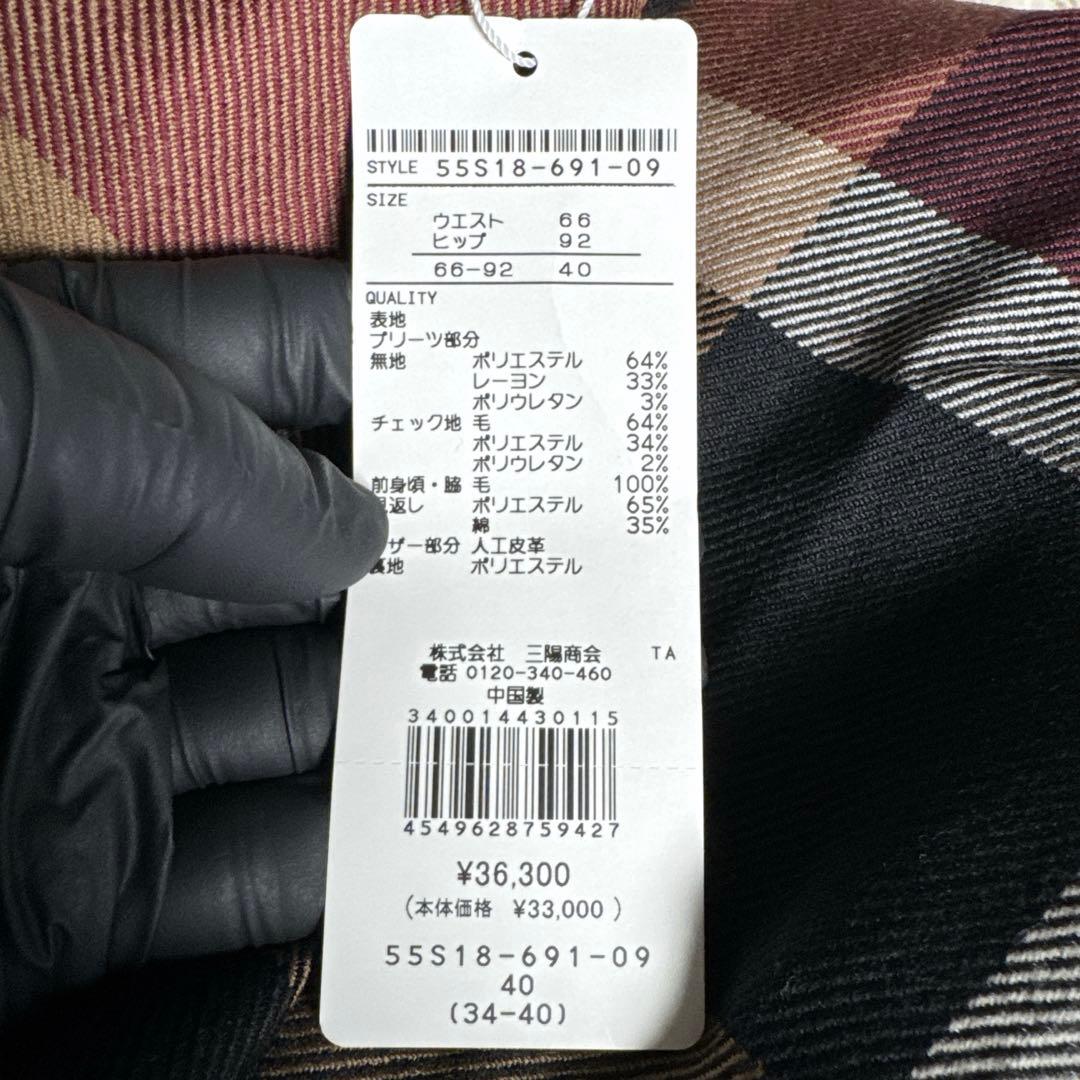 STYLE 55S18-691-09
SIZE
ウエスト 66
ヒップ 92
66-92 40
QUALITY
表地
プリーツ部分
無地 ポリエステル 64%
レーヨン 33%
ポリウレタン 3%
チェック地 毛 64%
ポリエステル 34%
ポリウレタン 2%
前身頃・脇 毛 100%
返し ポリエステル 65%
綿 35%
ザー部分 人工皮革
裏地 ポリエステル
株式会社 三陽商会 TA
電話 0120-340-460
中国製
340014430115
4549628759427
¥36,300
(本体価格 ¥33,000)
55S18-691-09
40
(34-40)